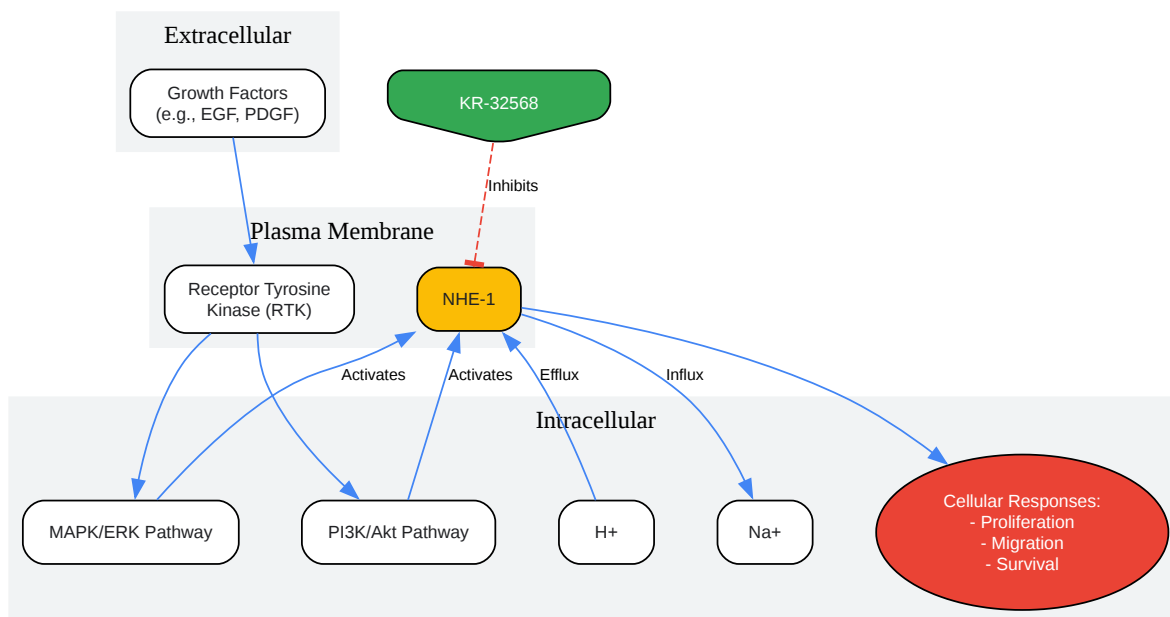 Extracellular
Growth Factors
(e.g., EGF, PDGF)
KR-32568
Inhibits
Plasma Membrane
Receptor Tyrosine
Kinase (RTK)
NHE-1
Activates
Activates
Efflux
Influx
Intracellular
MAPK/ERK Pathway
PI3K/Akt Pathway
H+
Na+
Cellular Responses:
- Proliferation
- Migration
- Survival